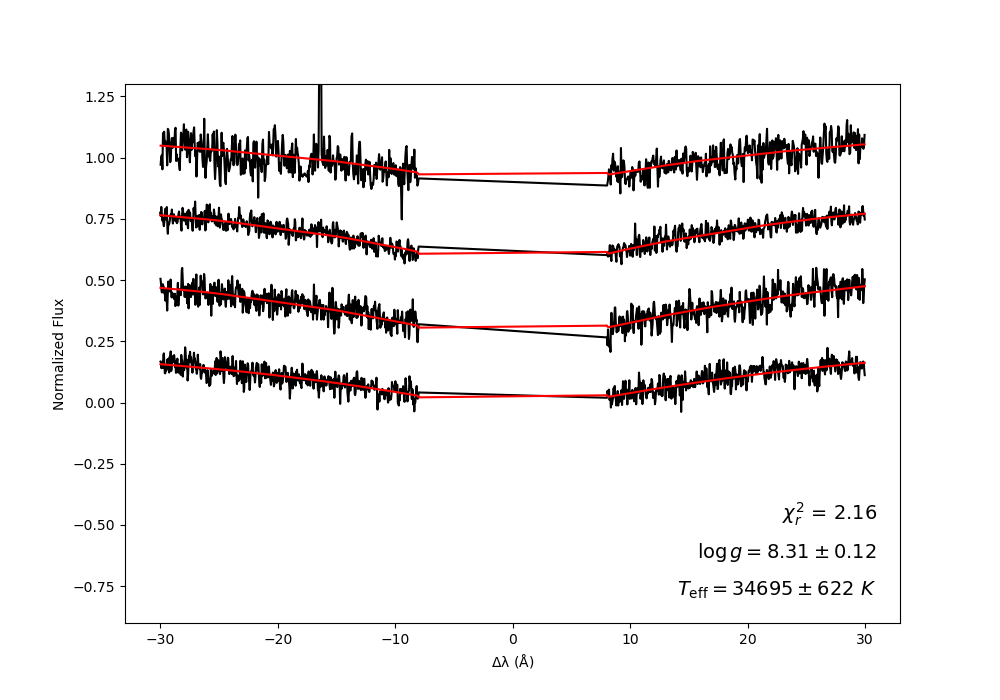 1.25
1.00
0.75
0.50
0.25
0.00
−0.25
−0.50
−0.75
Normalized Flux
χ²ᵣ = 2.16
log g = 8.31 ± 0.12
T_eff = 34695 ± 622 K
−30 −20 −10 0 10 20 30
Δλ (Å)